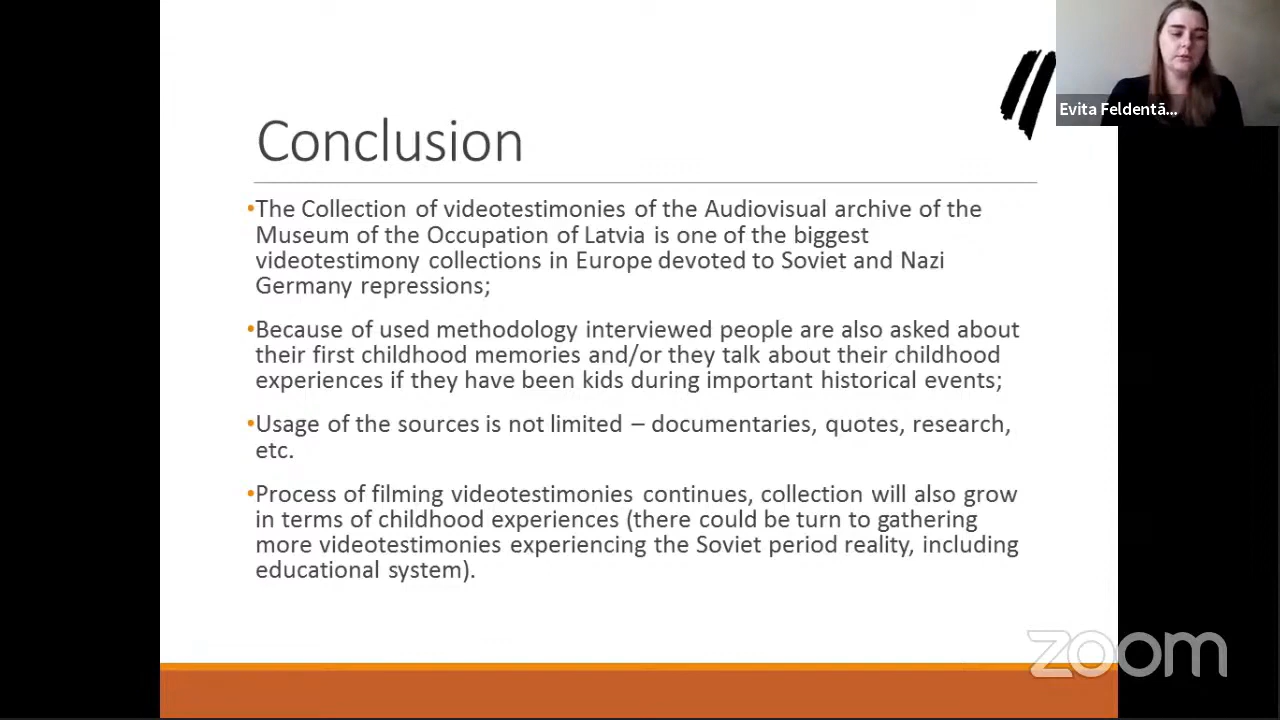 Evita Feldentā...
Conclusion
•The Collection of videotestimonies of the Audiovisual archive of the
Museum of the Occupation of Latvia is one of the biggest
videotestimony collections in Europe devoted to Soviet and Nazi
Germany repressions;
•Because of used methodology interviewed people are also asked about
their first childhood memories and/or they talk about their childhood
experiences if they have been kids during important historical events;
•Usage of the sources is not limited – documentaries, quotes, research,
etc.
•Process of filming videotestimonies continues, collection will also grow
in terms of childhood experiences (there could be turn to gathering
more videotestimonies experiencing the Soviet period reality, including
educational system).
zoom